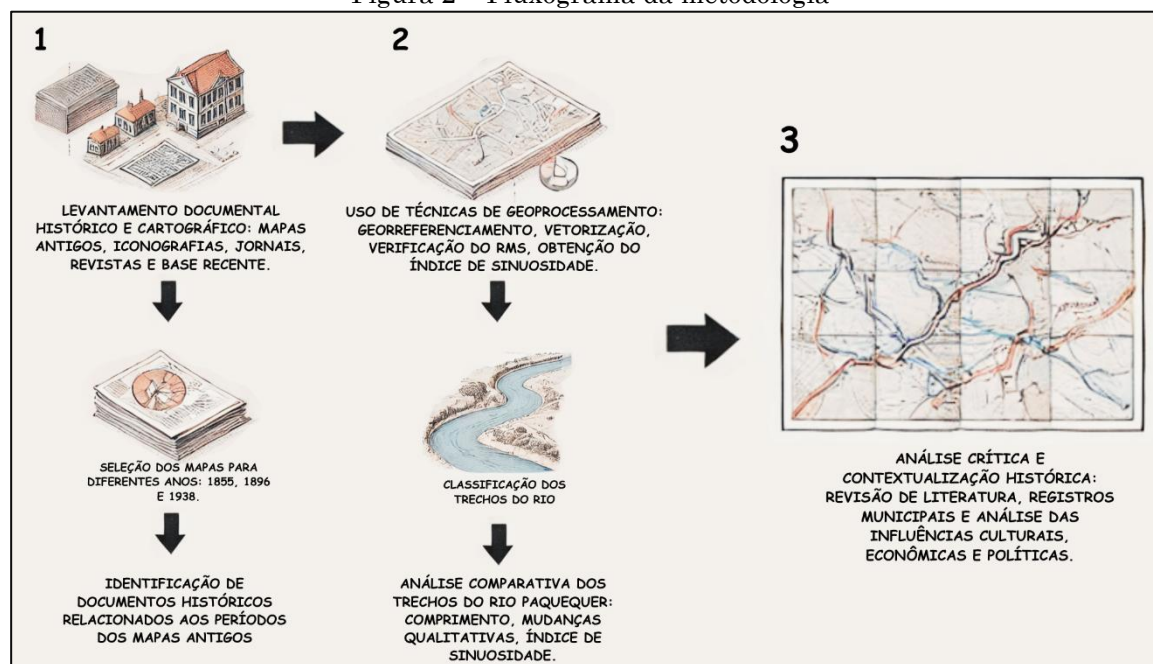 Figura 2 – Fluxograma da metodologia
1
LEVANTAMENTO DOCUMENTAL
HISTÓRICO E CARTOGRÁFICO: MAPAS
ANTIGOS, ICONOGRAFIAS, JORNAIS,
REVISTAS E BASE RECENTE.
SELEÇÃO DOS MAPAS PARA
DIFERENTES ANOS: 1855, 1896
E 1938.
IDENTIFICAÇÃO DE
DOCUMENTOS HISTÓRICOS
RELACIONADOS AOS PERÍODOS
DOS MAPAS ANTIGOS
2
USO DE TÉCNICAS DE GEOPROCESSAMENTO:
GEORREFERENCIAMENTO, VETORIZAÇÃO,
VERIFICAÇÃO DO RMS, OBTENÇÃO DO
ÍNDICE DE SINUOSIDADE.
CLASSIFICAÇÃO DOS
TRECHOS DO RIO
ANÁLISE COMPARATIVA DOS
TRECHOS DO RIO PAQUEQUER:
COMPRIMENTO, MUDANÇAS
QUALITATIVAS, ÍNDICE DE
SINUOSIDADE.
3
ANÁLISE CRÍTICA E
CONTEXTUALIZAÇÃO HISTÓRICA:
REVISÃO DE LITERATURA, REGISTROS
MUNICIPAIS E ANÁLISE DAS
INFLUÊNCIAS CULTURAIS,
ECONÔMICAS E POLÍTICAS.